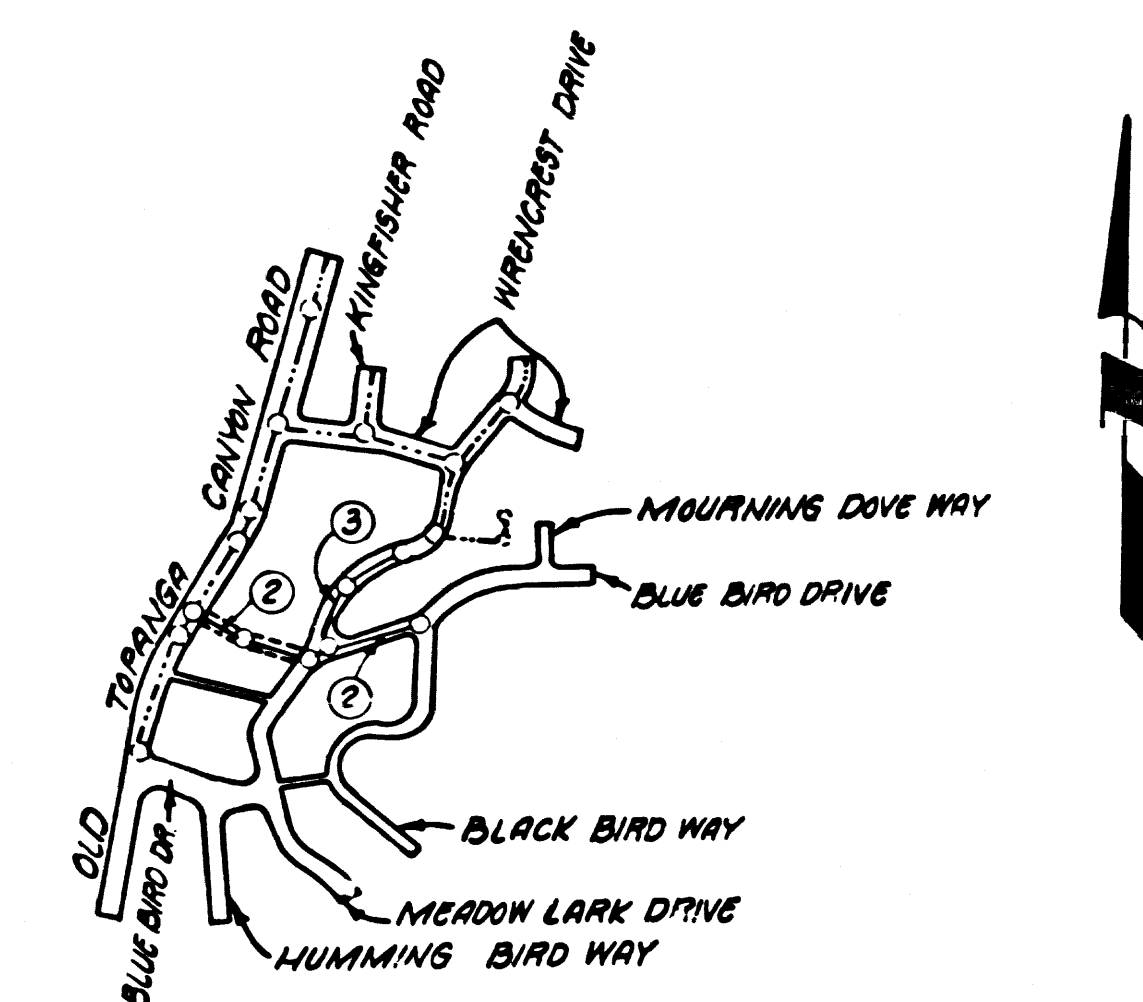 KINGFISHER ROAD
WRENCREST DRIVE
OLD TOPANGA CANYON ROAD
MOURNING DOVE WAY
3
2
BLUE BIRD DRIVE
2
BLACK BIRD WAY
BLUE BIRD DR.
MEADOW LARK DRIVE
HUMMING BIRD WAY